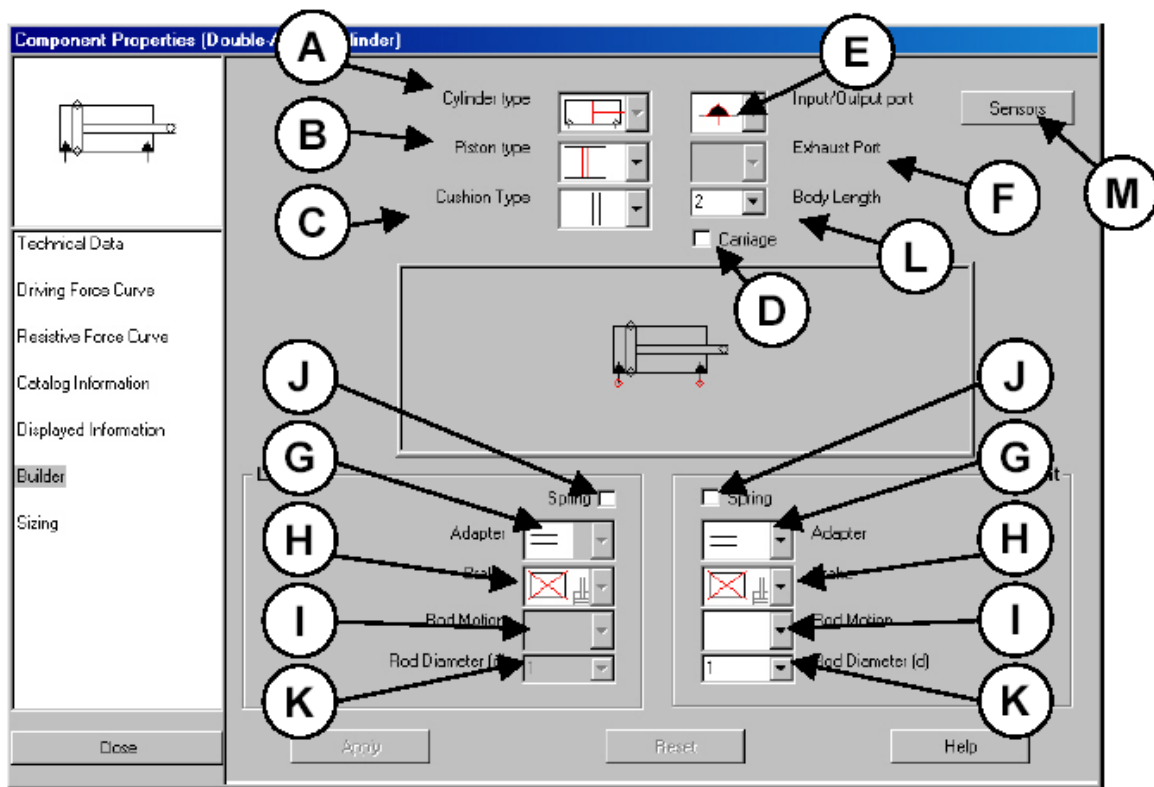 Component Properties (Double-A linder)
A
E
Cylinder type
Input/Output port
Sensors
B
Piston type
Exhaust Port
C
Cushion Type
2
Body Length
F
M
Carriage
L
D
Technical Data
Driving Force Curve
Resistive Force Curve
Catalog Information
Displayed Information
Builder
Sizing
J
J
G
G
Spring
Spring
Adapter
Adapter
H
H
I
Rod Motion
Rod Motion
I
Rod Diameter
1
1
Rod Diameter (d)
K
K
Close
Apply
Reset
Help